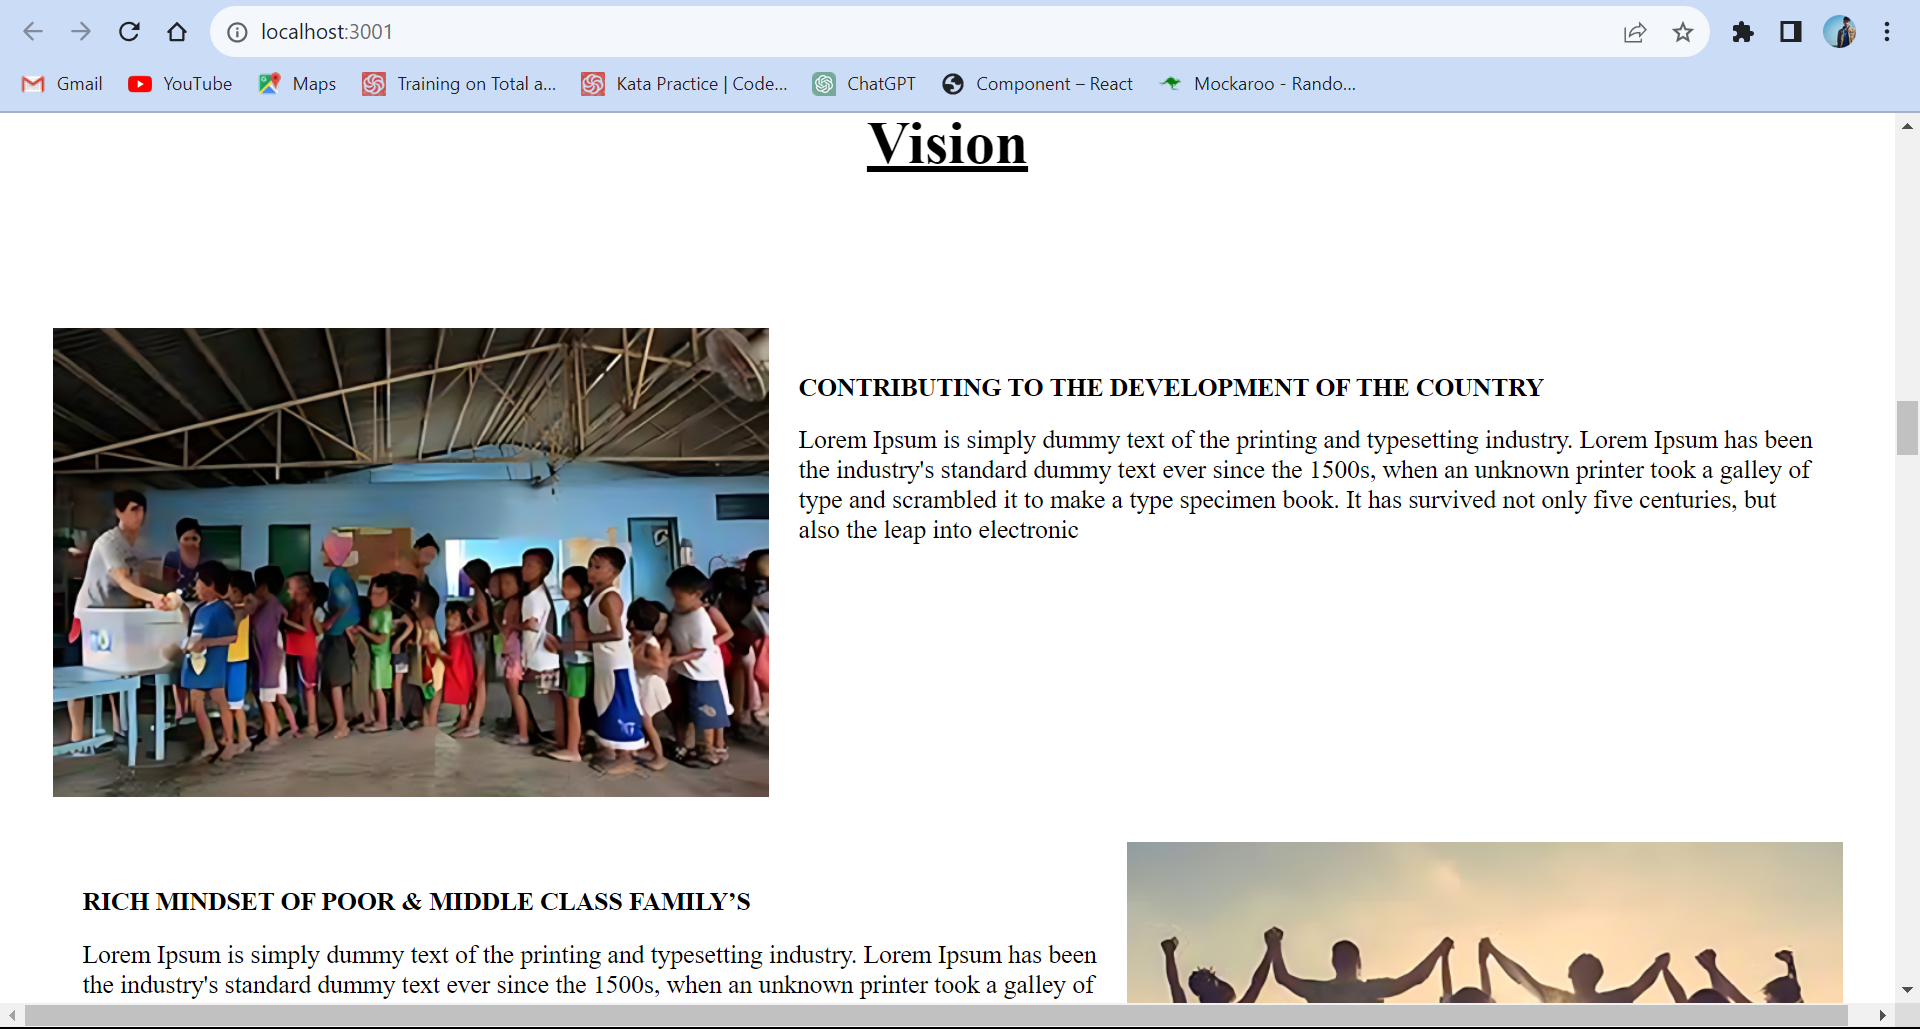 localhost:3001
Gmail YouTube Maps Training on Total a... Kata Practice | Code... ChatGPT Component – React Mockaroo - Rando...
Vision
CONTRIBUTING TO THE DEVELOPMENT OF THE COUNTRY
Lorem Ipsum is simply dummy text of the printing and typesetting industry. Lorem Ipsum has been
the industry's standard dummy text ever since the 1500s, when an unknown printer took a galley of
type and scrambled it to make a type specimen book. It has survived not only five centuries, but
also the leap into electronic
RICH MINDSET OF POOR & MIDDLE CLASS FAMILY’S
Lorem Ipsum is simply dummy text of the printing and typesetting industry. Lorem Ipsum has been
the industry's standard dummy text ever since the 1500s, when an unknown printer took a galley of